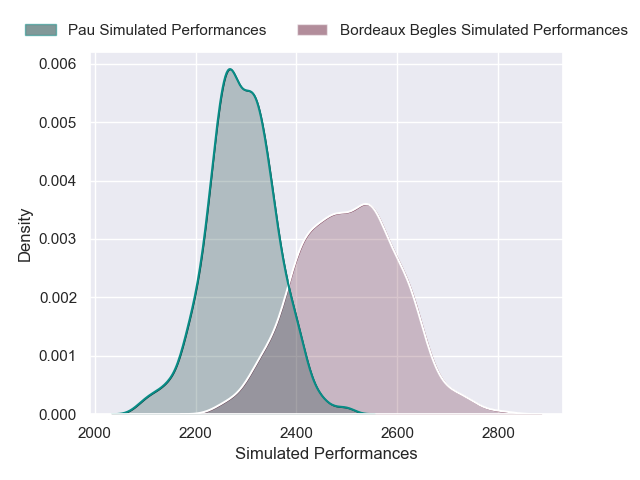 Pau Simulated Performances
Bordeaux Begles Simulated Performances
0.006
0.005
0.004
0.003
0.002
0.001
0.000
Density
2000 2200 2400 2600 2800
Simulated Performances